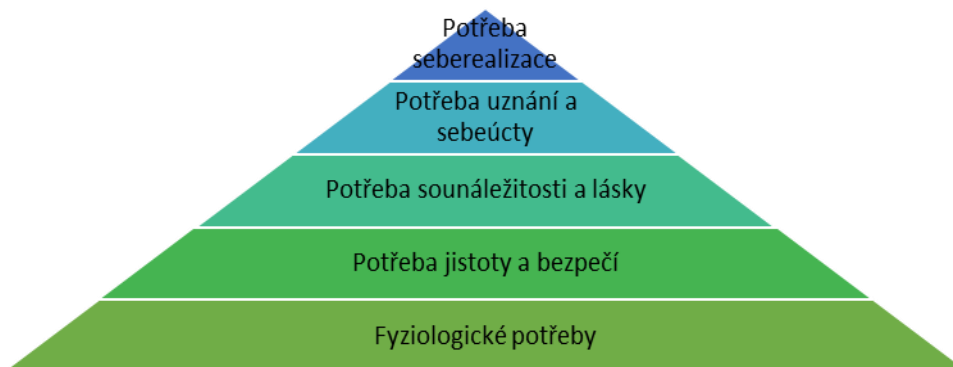 Potřeba
seberealizace
Potřeba uznání a
sebeúcty
Potřeba sounáležitosti a lásky
Potřeba jistoty a bezpečí
Fyziologické potřeby